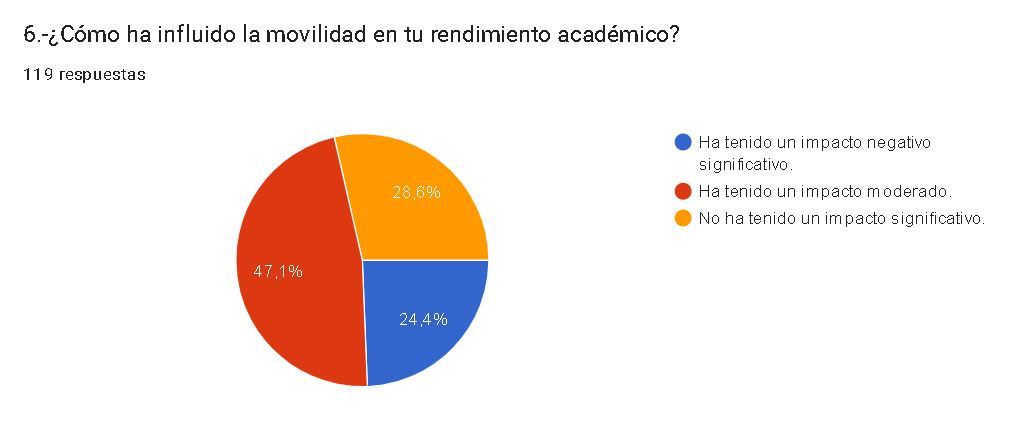 6.-¿Cómo ha influido la movilidad en tu rendimiento académico?
119 respuestas
Ha tenido un impacto negativo
significativo.
Ha tenido un impacto moderado.
No ha tenido un impacto significativo.
28,6%
47,1%
24,4%